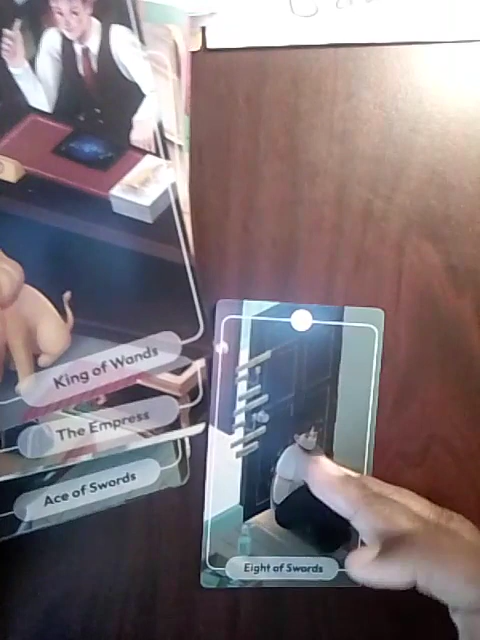 King of Wands
The Empress
Ace of Swords
Eight of Swords